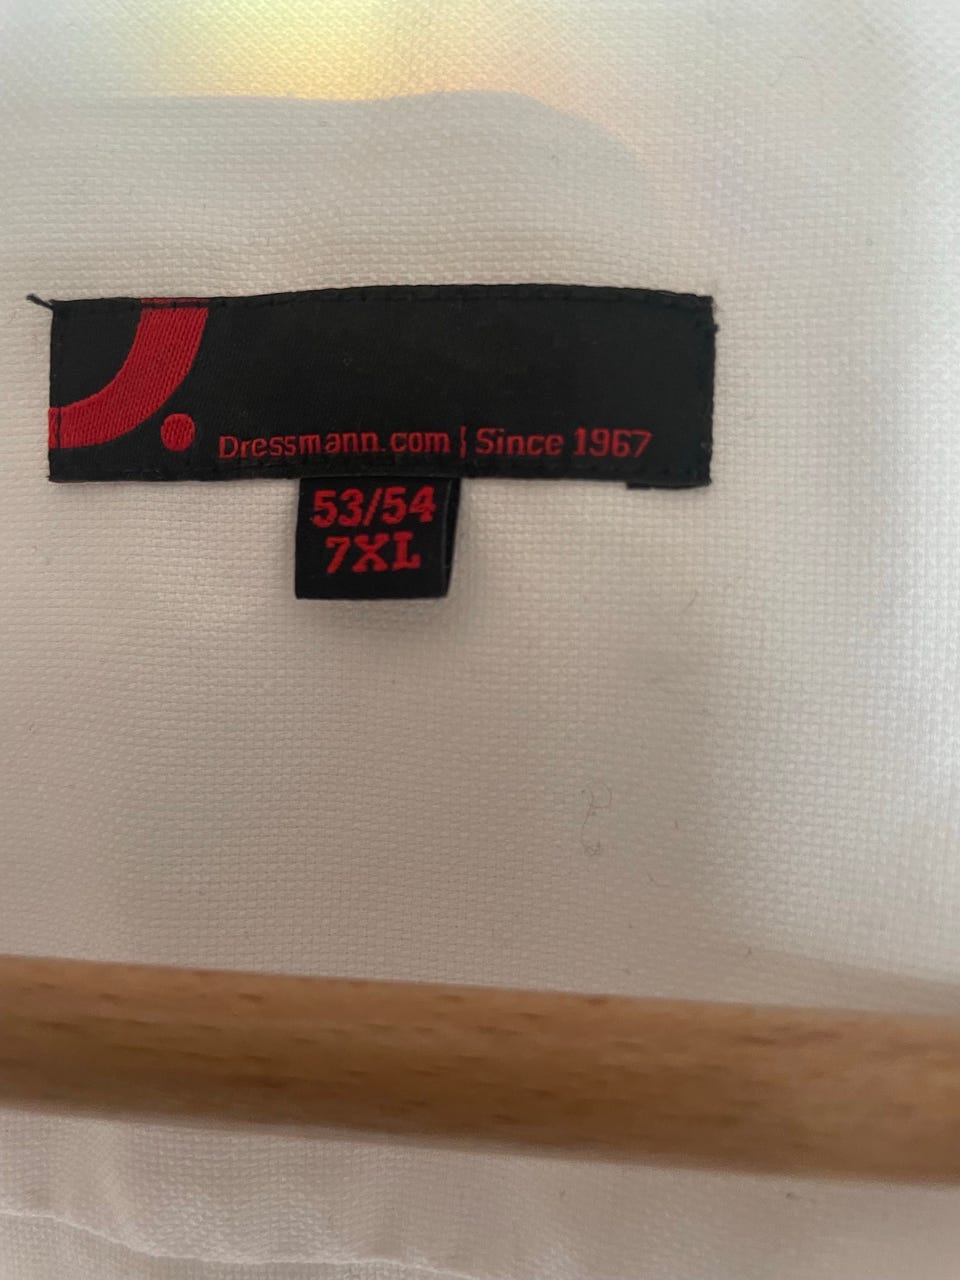 Dressmann.com | Since 1967
53/54
7XL